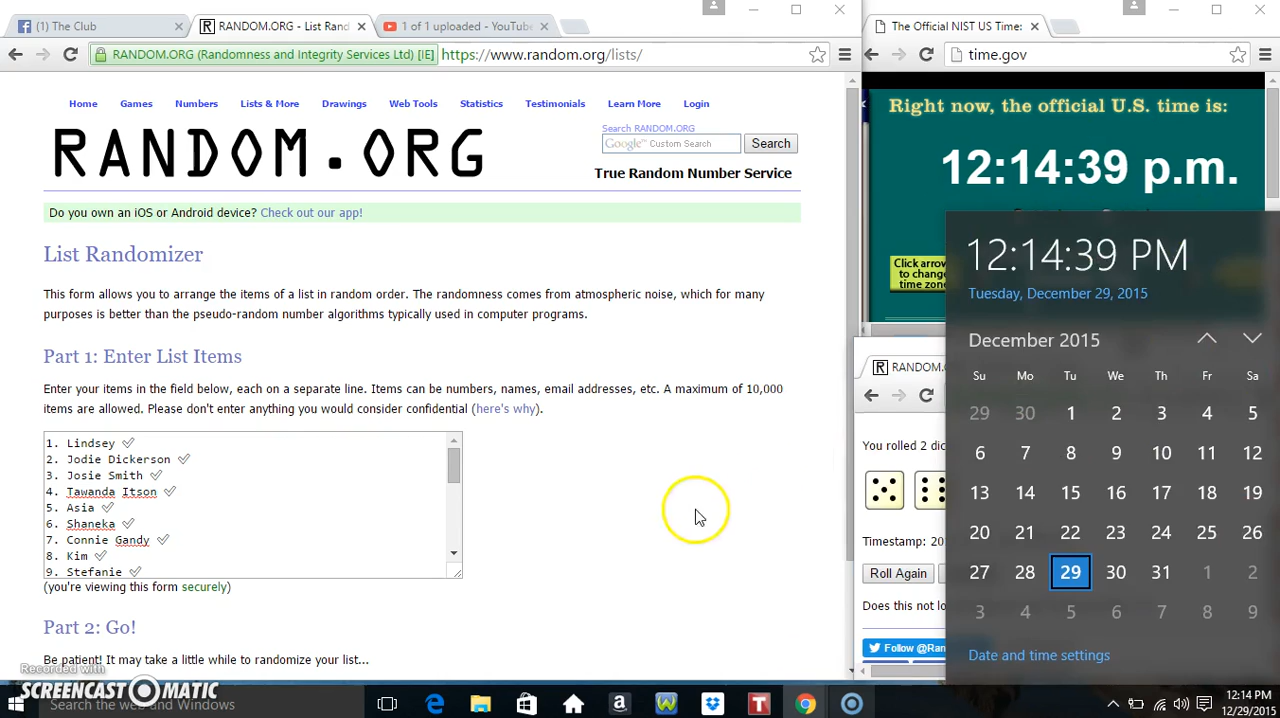 (1) The Club
RANDOM.ORG - List Rand
1 of 1 uploaded - YouTube
RANDOM.ORG (Randomness and Integrity Services Ltd) [IE]
https://www.random.org/lists/
Home Games Numbers Lists & More Drawings Web Tools Statistics Testimonials Learn More Login
RANDOM.ORG
Search RANDOM.ORG
Google™ Custom Search
Search
True Random Number Service
Do you own an iOS or Android device? Check out our app!
List Randomizer
This form allows you to arrange the items of a list in random order. The randomness comes from atmospheric noise, which for many
purposes is better than the pseudo-random number algorithms typically used in computer programs.
Part 1: Enter List Items
Enter your items in the field below, each on a separate line. Items can be numbers, names, email addresses, etc. A maximum of 10,000
items are allowed. Please don't enter anything you would consider confidential (here's why).
1. Lindsey ✓
2. Jodie Dickerson ✓
3. Josie Smith ✓
4. Tawanda Itson ✓
5. Asia ✓
6. Shaneka ✓
7. Connie Gandy ✓
8. Kim ✓
9. Stefanie ✓
(you're viewing this form securely)
Part 2: Go!
Be patient! It may take a little while to randomize your list...
Recorded with
SCREENCAST-O-MATIC
Search the web and Windows
The Official NIST US Time:
time.gov
Right now, the official U.S. time is:
12:14:39 p.m.
Click arrow
to change
time zon
RANDOM.O
You rolled 2 dic
Timestamp: 20
Roll Again
Does this not lo
Follow @Ran
12:14:39 PM
Tuesday, December 29, 2015
December 2015
Su Mo Tu We Th Fr Sa
29 30 1 2 3 4 5
6 7 8 9 10 11 12
13 14 15 16 17 18 19
20 21 22 23 24 25 26
27 28 29 30 31 1 2
3 4 5 6 7 8 9
Date and time settings
12:14 PM
12/29/2015